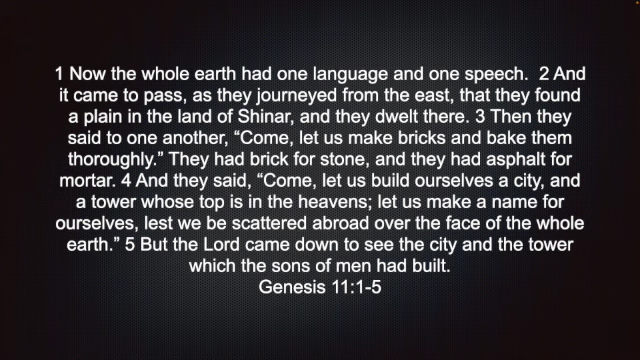 1 Now the whole earth had one language and one speech.  2 And
it came to pass, as they journeyed from the east, that they found
a plain in the land of Shinar, and they dwelt there. 3 Then they
said to one another, “Come, let us make bricks and bake them
thoroughly.” They had brick for stone, and they had asphalt for
mortar. 4 And they said, “Come, let us build ourselves a city, and
a tower whose top is in the heavens; let us make a name for
ourselves, lest we be scattered abroad over the face of the whole
earth.” 5 But the Lord came down to see the city and the tower
which the sons of men had built.
Genesis 11:1-5